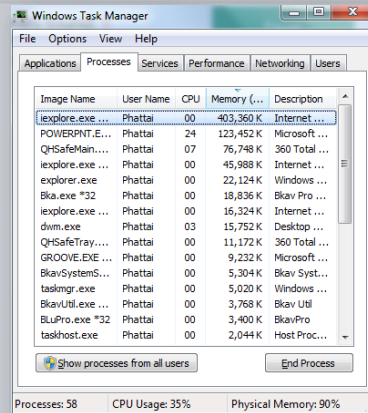 Windows Task Manager
File Options View Help
Applications Processes Services Performance Networking Users
Image Name User Name CPU Memory (... Description
iexplore.exe ... Phattai 00 403,360 K Internet ...
POWERPNT.E... Phattai 24 123,452 K Microsoft ...
QHSafeMain.... Phattai 07 76,748 K 360 Total ...
iexplore.exe ... Phattai 00 45,988 K Internet ...
explorer.exe Phattai 00 22,124 K Windows ...
Bka.exe *32 Phattai 00 18,836 K Bkav Pro ...
iexplore.exe ... Phattai 00 16,324 K Internet ...
dwm.exe Phattai 03 15,752 K Desktop ...
QHSafeTray.... Phattai 00 11,172 K 360 Total ...
GROOVE.EXE ... Phattai 00 9,232 K Microsoft ...
BkavSystemS... Phattai 00 5,304 K Bkav Syst...
taskmgr.exe Phattai 00 5,020 K Windows ...
BkavUtil.exe ... Phattai 00 3,768 K Bkav Util
BLuPro.exe *32 Phattai 00 3,400 K BkavPro
taskhost.exe Phattai 00 2,044 K Host Proc...
Show processes from all users End Process
Processes: 58 CPU Usage: 35% Physical Memory: 90%